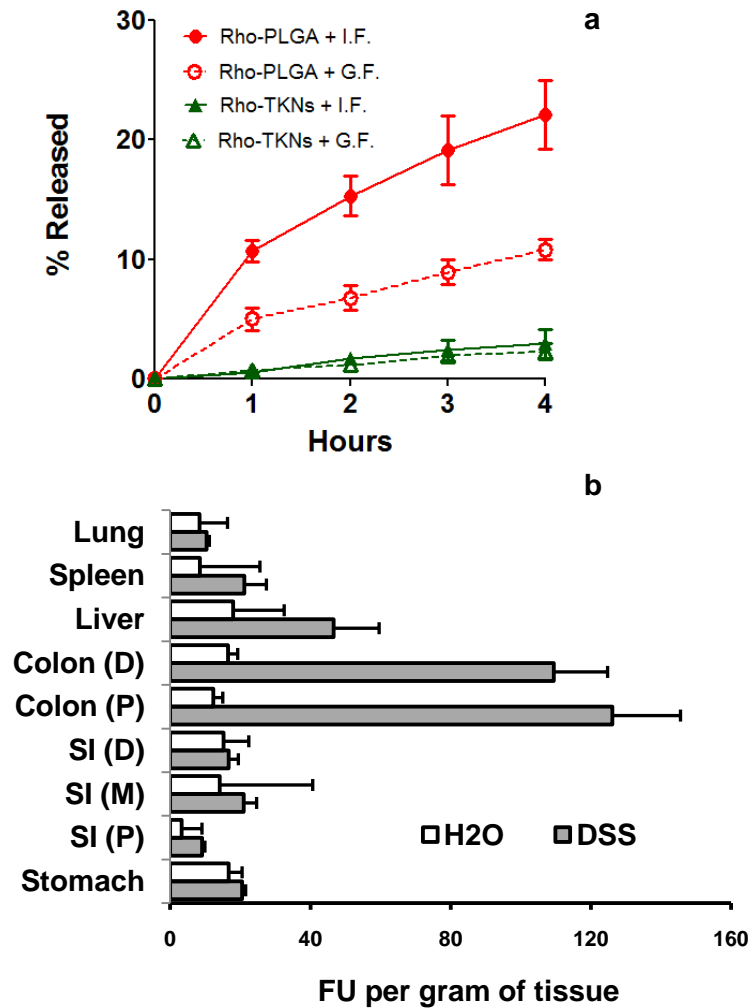 a
30
20
10
0
% Released
Rho-PLGA + I.F.
Rho-PLGA + G.F.
Rho-TKNs + I.F.
Rho-TKNs + G.F.
0 1 2 3 4
Hours
b
Lung
Spleen
Liver
Colon (D)
Colon (P)
SI (D)
SI (M)
SI (P)
Stomach
H2O DSS
0 40 80 120 160
FU per gram of tissue